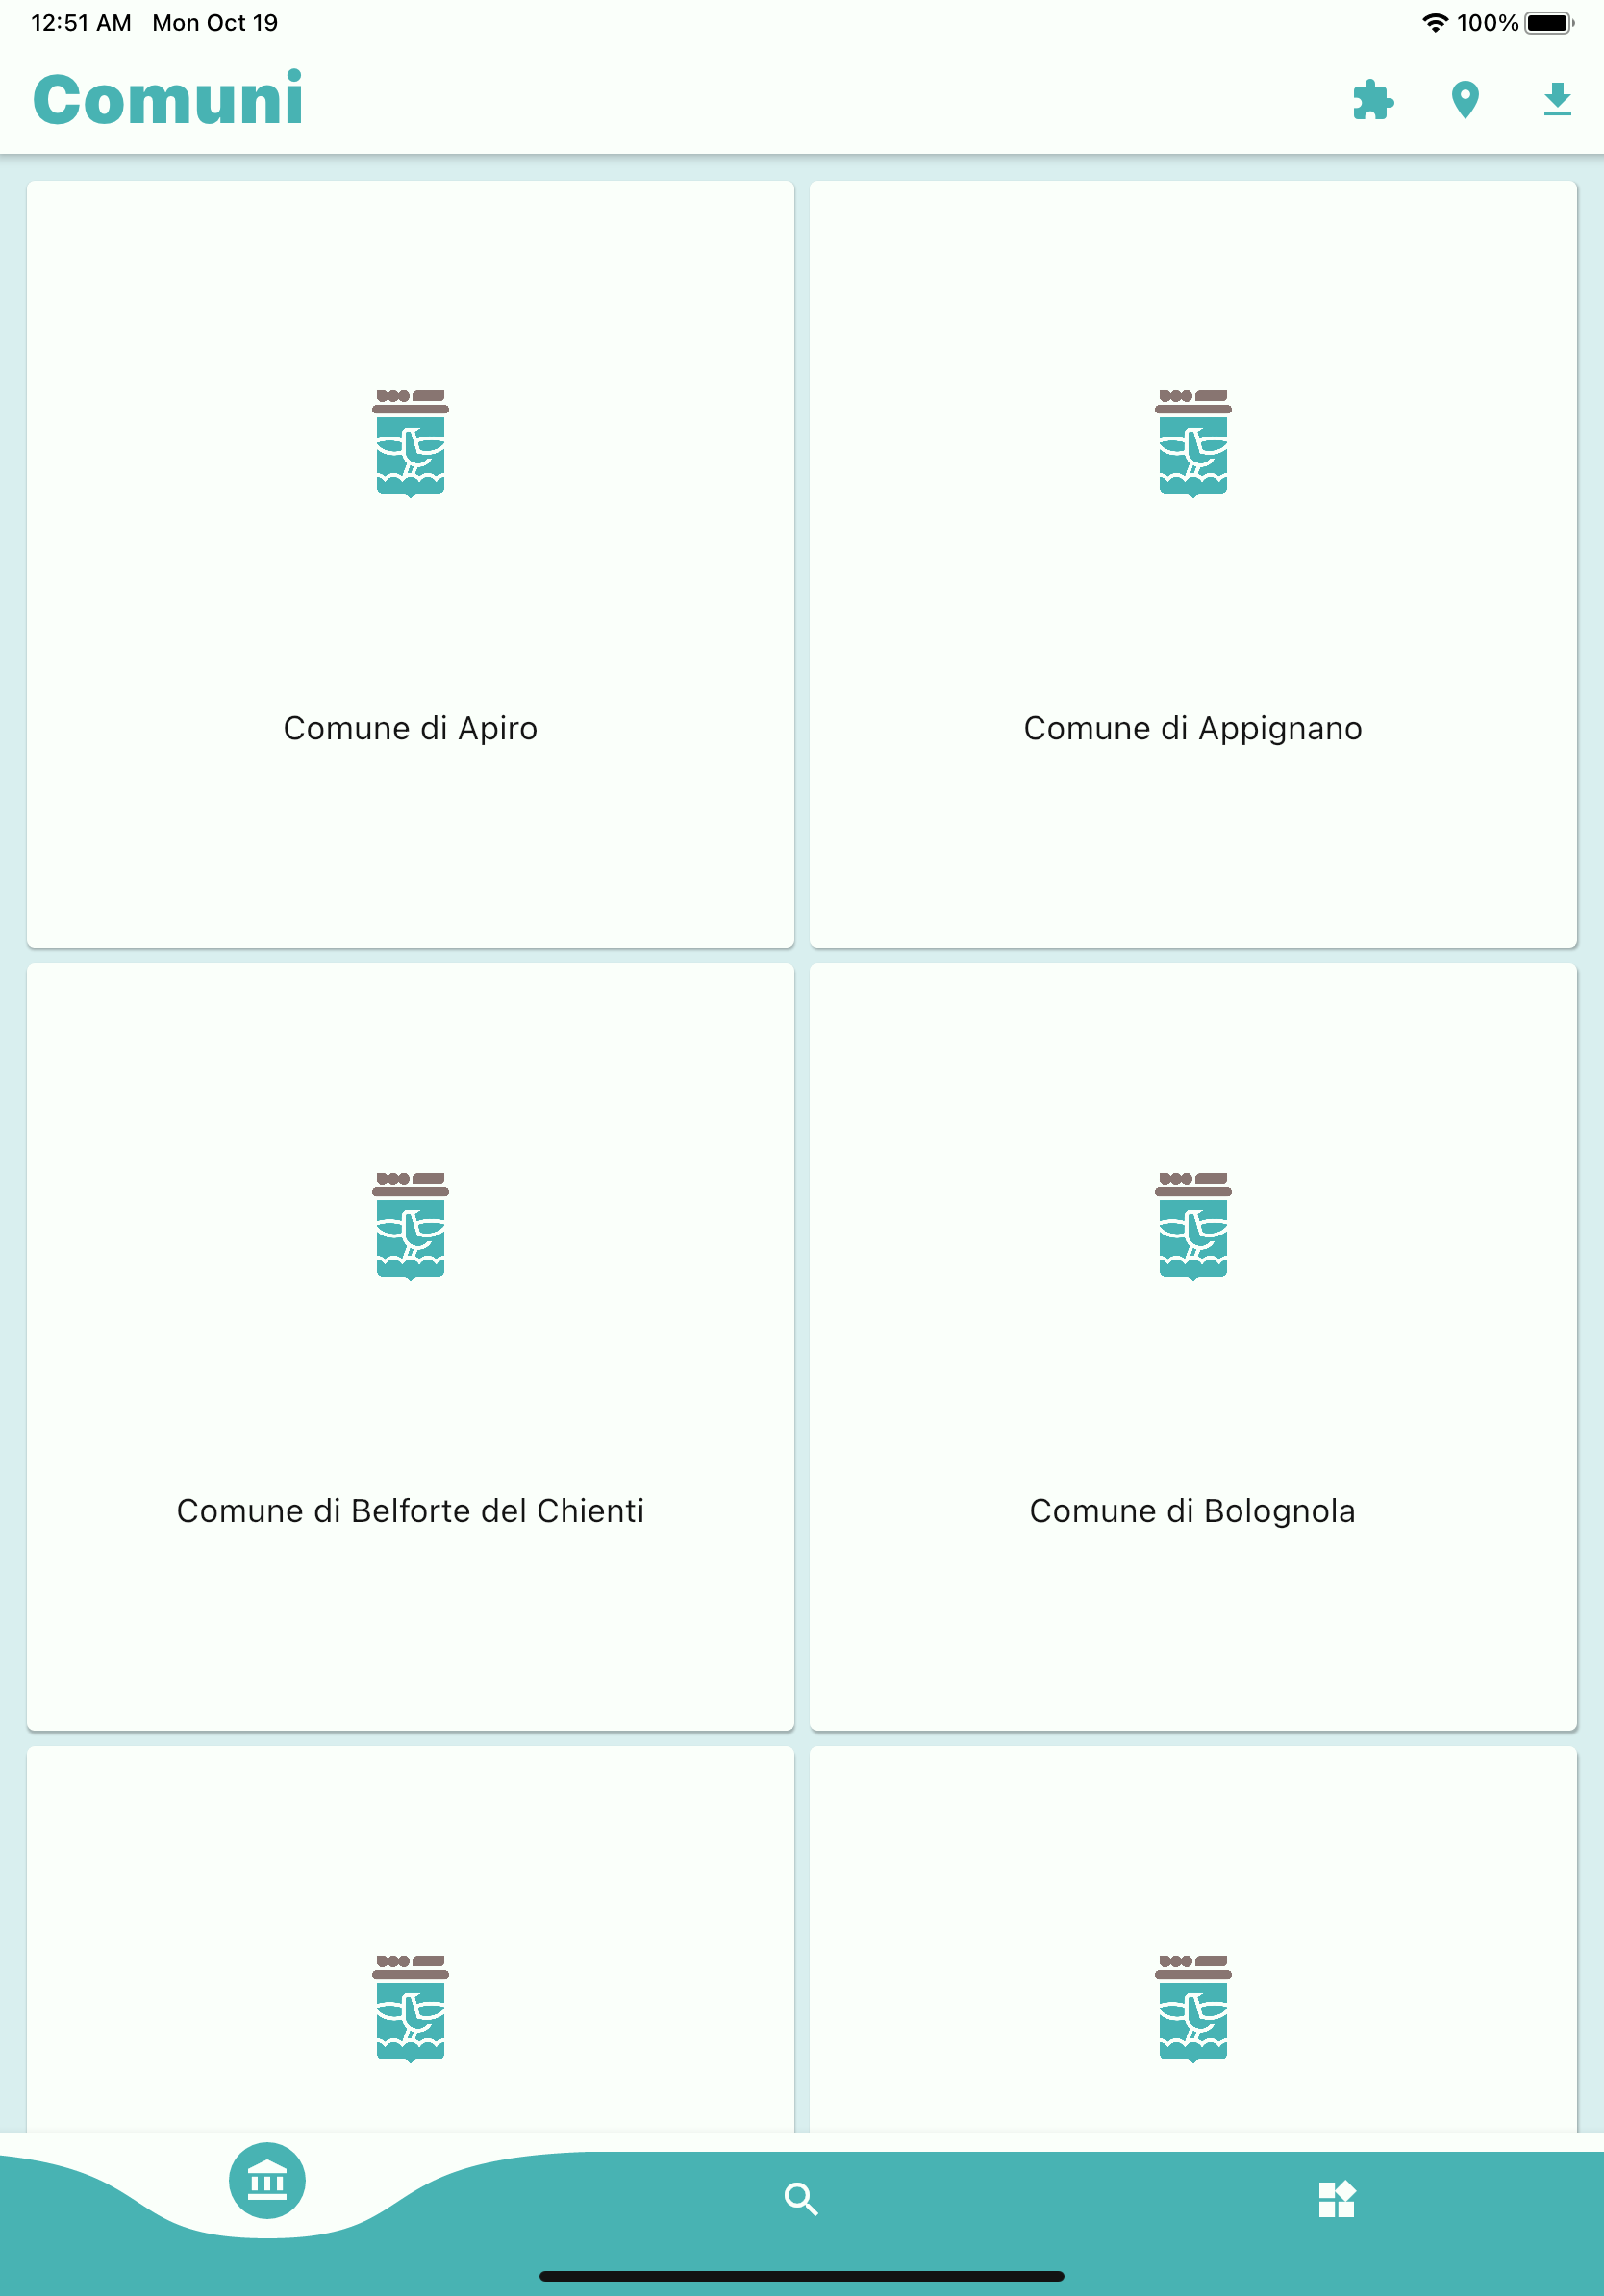 12:51 AM Mon Oct 19 100%
Comuni
Comune di Apiro
Comune di Appignano
Comune di Belforte del Chienti
Comune di Bolognola